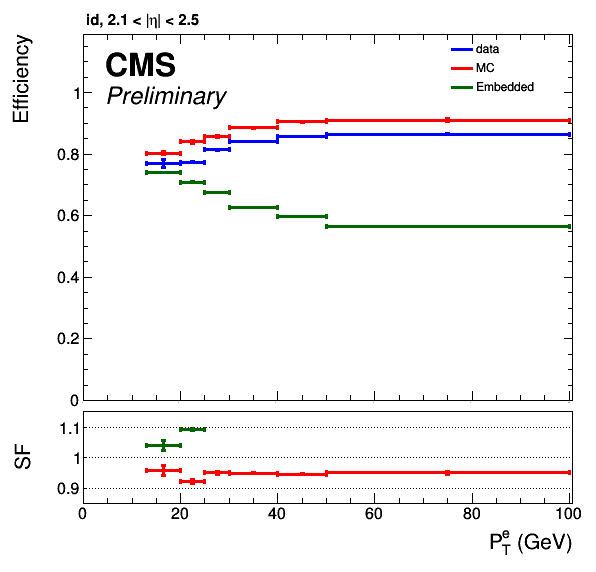 id, 2.1 < |η| < 2.5
CMS
Preliminary
data
MC
Embedded
Efficiency
1
0.8
0.6
0.4
0.2
0
SF
1.1
1
0.9
0 20 40 60 80 100
P_T^e (GeV)